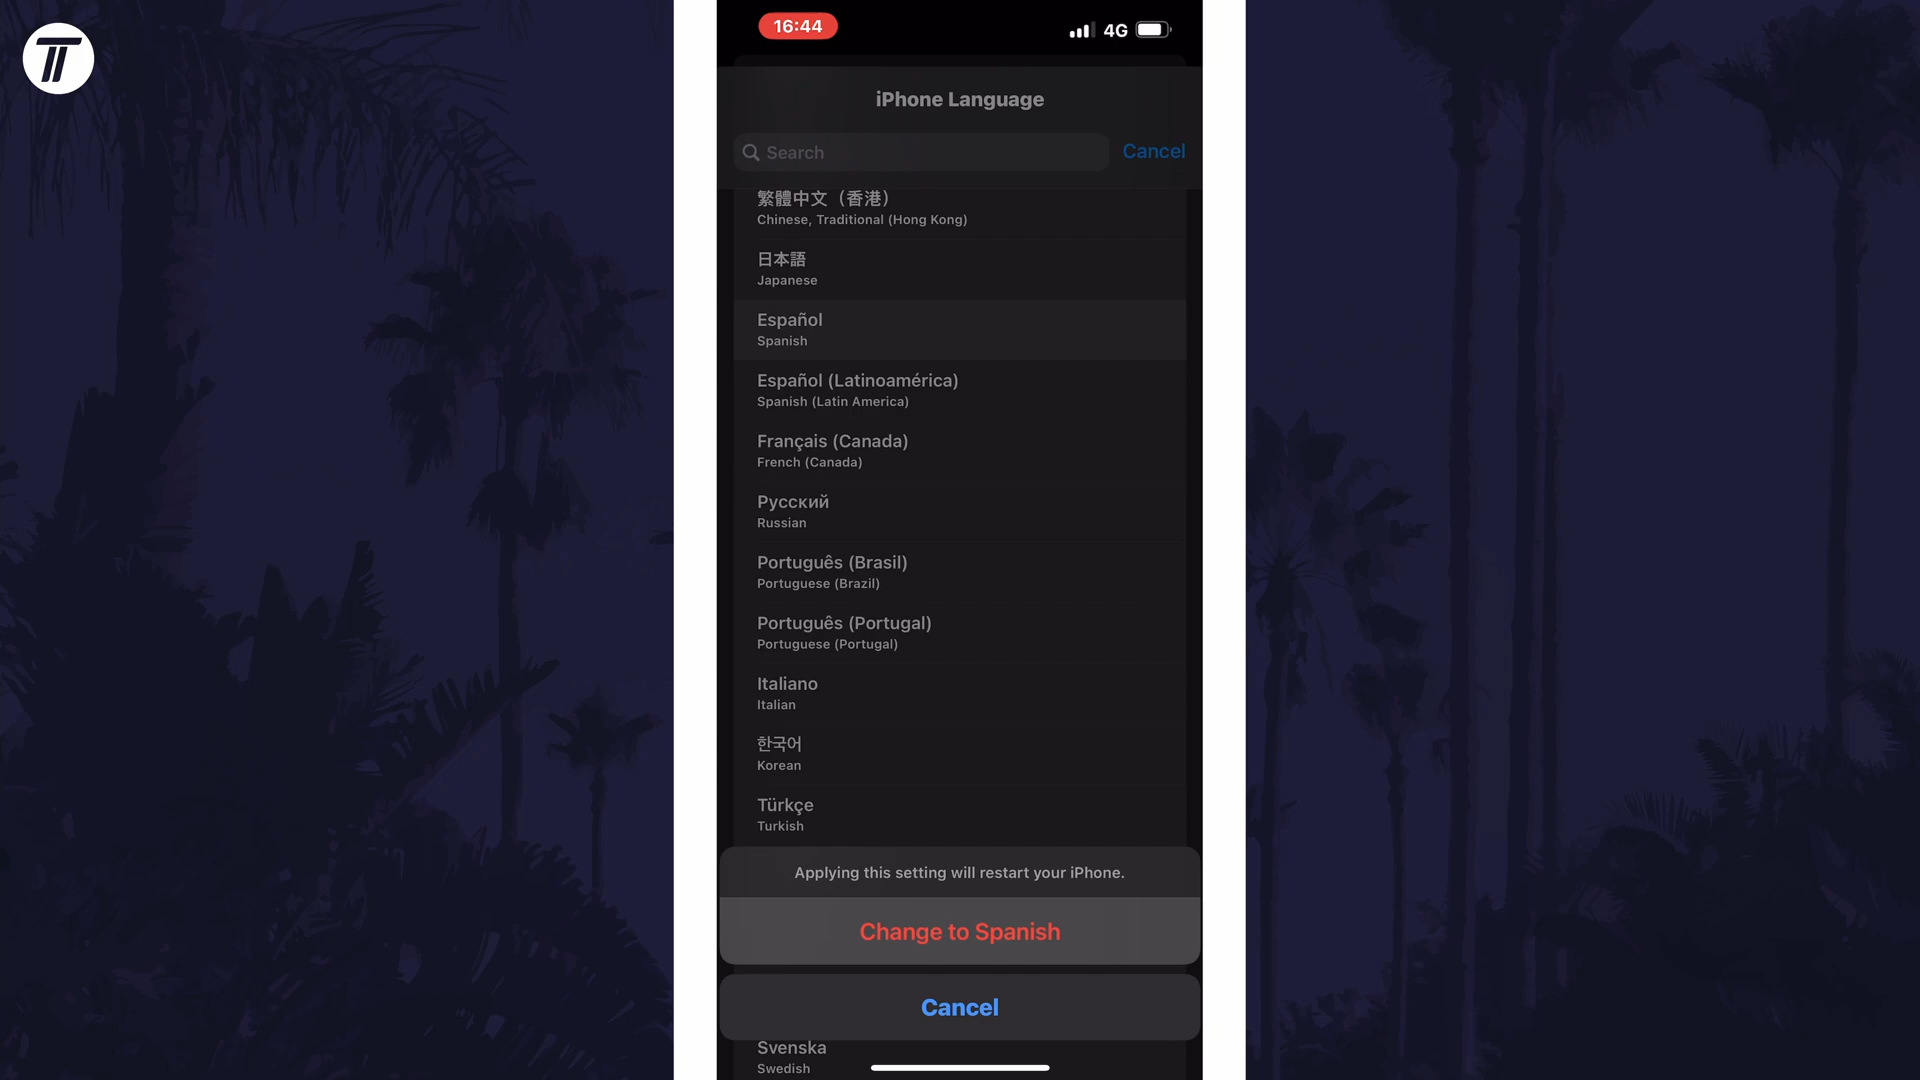 16:44
4G
iPhone Language
Search
Cancel
繁體中文（香港）
Chinese, Traditional (Hong Kong)
日本語
Japanese
Español
Spanish
Español (Latinoamérica)
Spanish (Latin America)
Français (Canada)
French (Canada)
Русский
Russian
Português (Brasil)
Portuguese (Brazil)
Português (Portugal)
Portuguese (Portugal)
Italiano
Italian
한국어
Korean
Türkçe
Turkish
Applying this setting will restart your iPhone.
Change to Spanish
Cancel
Svenska
Swedish